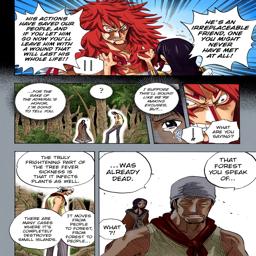 HE'S AN
IRREPLACEABLE
FRIEND, ONE
YOU MIGHT
NEVER
HAVE MET
AT ALL!
HIS ACTIONS
HAVE SAVED OUR
PEOPLE, AND
IF YOU LET HIM
GO NOW YOU'LL
LEAVE HIM WITH
A WOUND THAT
WILL LAST HIS
WHOLE LIFE!!
WHAT
ARE YOU
SAYING?
I SUPPOSE
THIS'LL SOUND
LIKE WE'RE
MAKING
EXCUSES,
BUT...
?
...FOR THE
SAKE OF THE
ADMIRAL'S
HONOR,
I'M GOING
TO TELL YOU.
THAT
FOREST
YOU SPEAK
OF...
...WAS
ALREADY
DEAD.
WHAT
?!
THE TRULY
FRIGHTENING PART
OF THE TREE FEVER
SICKNESS IS THAT
IT INFECTS
PLANTS AS WELL.
IT MOVES
FROM PEOPLE
TO FOREST,
FROM FOREST
TO PEOPLE...
THERE ARE
MANY CASES
WHERE IT'S
COMPLETELY
DESTROYED
SMALL ISLANDS.